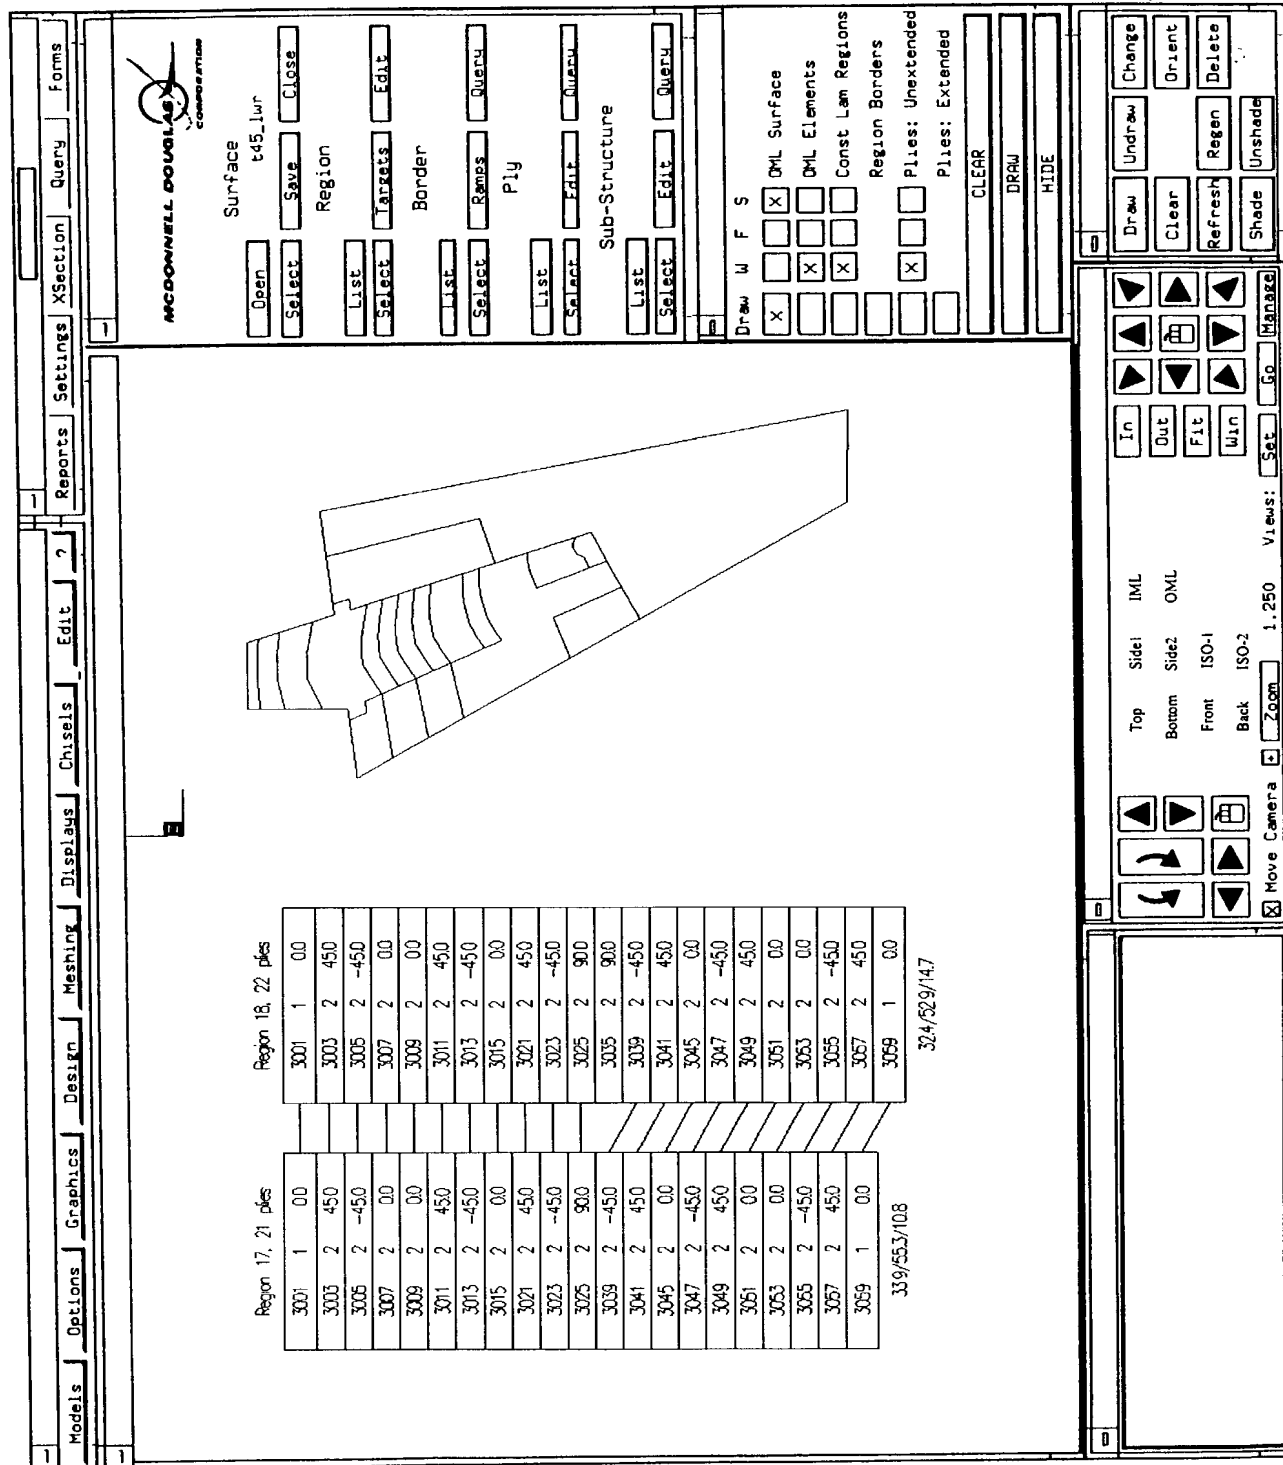 Models Options Graphics Design Meshing Displays Chisels Edit ?
Reports Settings XSection Query Forms
MCDONNELL DOUGLAS
CORPORATION
Surface
Open t45_lwr
Select Save Close
Region
List
Select Targets Edit
Border
List
Select Ramps Query
Ply
List
Select Edit Query
Sub-Structure
List
Select Edit Query
Draw W F S
X X OML Surface
X OML Elements
X Const Lam Regions
Region Borders
X Plies: Unextended
Plies: Extended
CLEAR
DRAW
HIDE
Region 17, 21 plies
3001 1 0.0
3003 2 45.0
3005 2 -45.0
3007 2 0.0
3009 2 0.0
3011 2 45.0
3013 2 -45.0
3015 2 0.0
3021 2 45.0
3023 2 -45.0
3025 2 90.0
3039 2 -45.0
3041 2 45.0
3045 2 0.0
3047 2 -45.0
3049 2 45.0
3051 2 0.0
3053 2 0.0
3055 2 -45.0
3057 2 45.0
3059 1 0.0
33.9/55.3/10.8
Region 18, 22 plies
3001 1 0.0
3003 2 45.0
3005 2 -45.0
3007 2 0.0
3009 2 0.0
3011 2 45.0
3013 2 -45.0
3015 2 0.0
3021 2 45.0
3023 2 -45.0
3025 2 90.0
3035 2 90.0
3039 2 -45.0
3041 2 45.0
3045 2 0.0
3047 2 -45.0
3049 2 45.0
3051 2 0.0
3053 2 0.0
3055 2 -45.0
3057 2 45.0
3059 1 0.0
32.4/52.9/14.7
Top Side1 IML
Bottom Side2 OML
Front ISO-1
Back ISO-2
In
Out
Fit
Win
X Move Camera + Zoom 1.250 Views: Set Go Manage
Draw Undraw Change
Clear Orient
Refresh Regen Delete
Shade Unshade